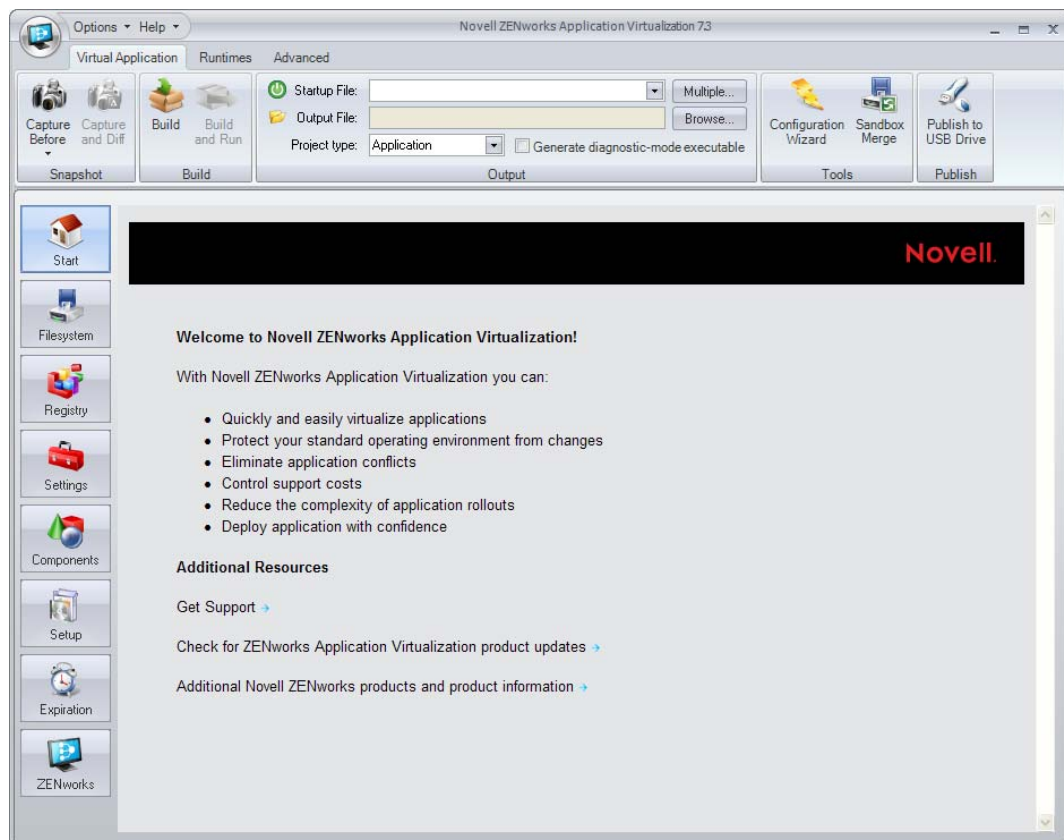 Options Help
Novell ZENworks Application Virtualization 7.3
Virtual Application Runtimes Advanced
Capture Before
Capture and Diff
Snapshot
Build
Build and Run
Build
Startup File:
Multiple...
Output File:
Browse...
Project type: Application
Generate diagnostic-mode executable
Output
Configuration Wizard
Sandbox Merge
Tools
Publish to USB Drive
Publish
Start
Filesystem
Registry
Settings
Components
Setup
Expiration
ZENworks
Novell.
Welcome to Novell ZENworks Application Virtualization!
With Novell ZENworks Application Virtualization you can:
• Quickly and easily virtualize applications
• Protect your standard operating environment from changes
• Eliminate application conflicts
• Control support costs
• Reduce the complexity of application rollouts
• Deploy application with confidence
Additional Resources
Get Support
Check for ZENworks Application Virtualization product updates
Additional Novell ZENworks products and product information